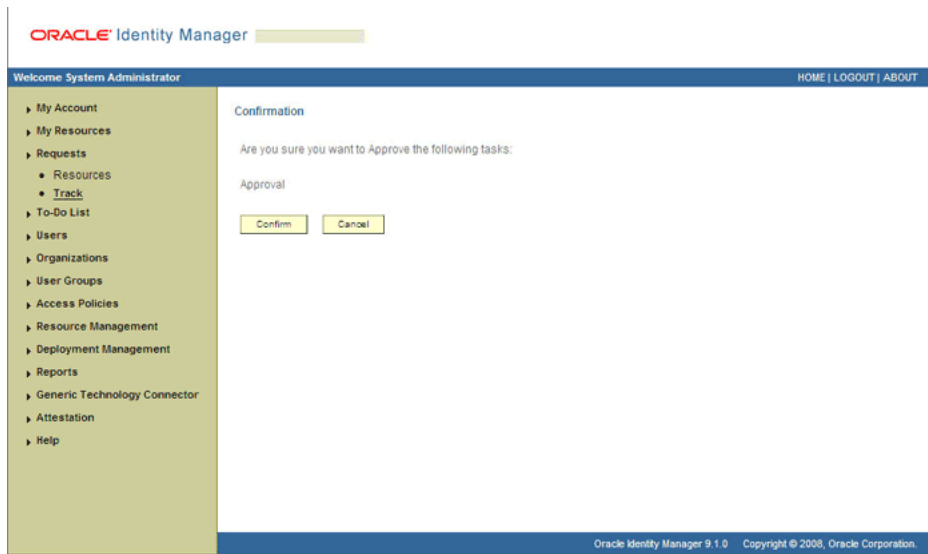 ORACLE Identity Manager
Welcome System Administrator
HOME | LOGOUT | ABOUT
My Account
My Resources
Requests
Resources
Track
To-Do List
Users
Organizations
User Groups
Access Policies
Resource Management
Deployment Management
Reports
Generic Technology Connector
Attestation
Help
Confirmation
Are you sure you want to Approve the following tasks:
Approval
Confirm
Cancel
Oracle Identity Manager 9.1.0 Copyright © 2008, Oracle Corporation.